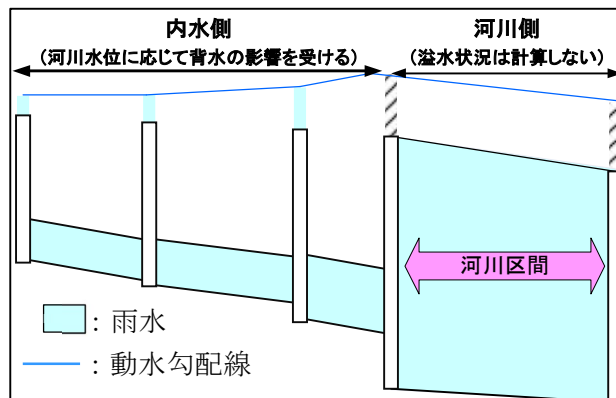 内水側
(河川水位に応じて背水の影響を受ける)
河川側
(溢水状況は計算しない)
河川区間
：雨水
：動水勾配線